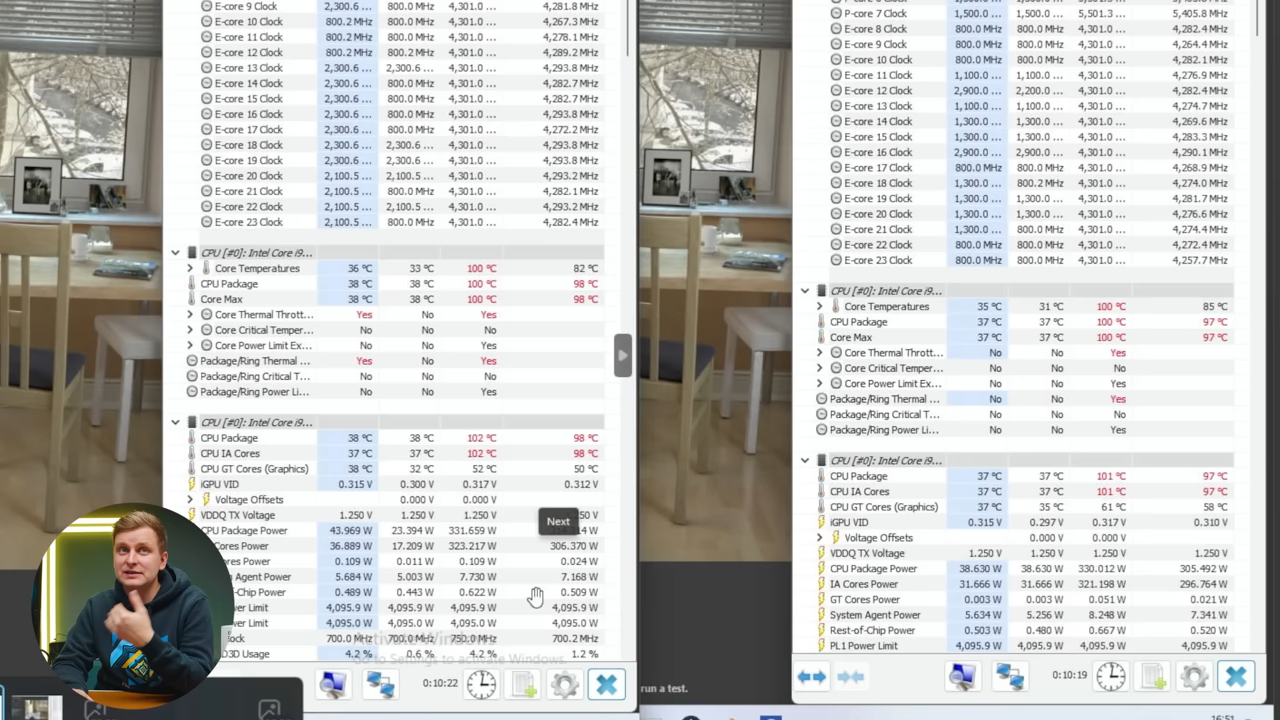 E-core 9 Clock 2,300.6 ... 800.0 MHz 4,301.0 ... 4,281.8 MHz
E-core 10 Clock 800.2 MHz 800.0 MHz 4,301.0 ... 4,267.3 MHz
E-core 11 Clock 800.2 MHz 800.0 MHz 4,301.0 ... 4,278.1 MHz
E-core 12 Clock 800.2 MHz 800.0 MHz 4,301.0 ... 4,289.2 MHz
E-core 13 Clock 2,300.6 ... 2,300.6 ... 4,301.0 ... 4,293.8 MHz
E-core 14 Clock 2,300.6 ... 800.0 MHz 4,301.0 ... 4,282.7 MHz
E-core 15 Clock 2,300.6 ... 800.0 MHz 4,301.0 ... 4,282.7 MHz
E-core 16 Clock 2,300.6 ... 800.0 MHz 4,301.0 ... 4,293.8 MHz
E-core 17 Clock 2,300.6 ... 800.0 MHz 4,301.0 ... 4,272.2 MHz
E-core 18 Clock 2,300.6 ... 2,300.6 ... 4,301.0 ... 4,293.8 MHz
E-core 19 Clock 2,300.6 ... 2,300.6 ... 4,301.0 ... 4,293.8 MHz
E-core 20 Clock 2,100.5 ... 2,100.5 ... 4,301.0 ... 4,293.2 MHz
E-core 21 Clock 2,100.5 ... 800.0 MHz 4,301.0 ... 4,282.1 MHz
E-core 22 Clock 2,100.5 ... 800.0 MHz 4,301.0 ... 4,293.2 MHz
E-core 23 Clock 2,100.5 ... 800.0 MHz 4,301.0 ... 4,282.4 MHz
CPU [#0]: Intel Core i9...
Core Temperatures 36 °C 33 °C 100 °C 82 °C
CPU Package 38 °C 38 °C 100 °C 98 °C
Core Max 38 °C 38 °C 100 °C 98 °C
Core Thermal Thrott... Yes No Yes
Core Critical Temper... No No No
Core Power Limit Ex... No No Yes
Package/Ring Thermal ... Yes No Yes
Package/Ring Critical T... No No No
Package/Ring Power Li... No No Yes
CPU [#0]: Intel Core i9...
CPU Package 38 °C 38 °C 102 °C 98 °C
CPU IA Cores 37 °C 37 °C 102 °C 98 °C
CPU GT Cores (Graphics) 38 °C 32 °C 52 °C 50 °C
iGPU VID 0.315 V 0.300 V 0.317 V 0.312 V
Voltage Offsets 0.000 V 0.000 V
VDDQ TX Voltage 1.250 V 1.250 V 1.250 V 50 V
CPU Package Power 43.969 W 23.394 W 331.659 W 4 W
Cores Power 36.889 W 17.209 W 323.217 W 306.370 W
ores Power 0.109 W 0.011 W 0.109 W 0.024 W
Agent Power 5.684 W 5.003 W 7.730 W 7.168 W
-Chip Power 0.489 W 0.443 W 0.622 W 0.509 W
er Limit 4,095.9 W 4,095.9 W 4,095.9 W 4,095.9 W
er Limit 4,095.0 W 4,095.9 W 4,095.9 W 4,095.0 W
lock 700.0 MHz 700.0 MHz 750.0 MHz 700.2 MHz
D3D Usage 4.2 % 0.6 % 4.2 % 1.2 %
Next
Activate Windows
Go to Settings to activate Windows.
0:10:22
P-core 7 Clock 1,500.0 ... 1,500.0 ... 5,501.3 ... 5,405.8 MHz
E-core 8 Clock 800.0 MHz 800.0 MHz 4,301.0 ... 4,282.4 MHz
E-core 9 Clock 800.0 MHz 800.0 MHz 4,301.0 ... 4,264.4 MHz
E-core 10 Clock 800.0 MHz 800.0 MHz 4,301.0 ... 4,282.1 MHz
E-core 11 Clock 1,100.0 ... 1,100.0 ... 4,301.0 ... 4,276.9 MHz
E-core 12 Clock 2,900.0 ... 2,200.0 ... 4,301.0 ... 4,282.4 MHz
E-core 13 Clock 1,100.0 ... 800.0 MHz 4,301.0 ... 4,274.7 MHz
E-core 14 Clock 1,300.0 ... 800.0 MHz 4,301.0 ... 4,269.6 MHz
E-core 15 Clock 1,300.0 ... 800.0 MHz 4,301.0 ... 4,283.3 MHz
E-core 16 Clock 2,900.0 ... 2,900.0 ... 4,301.0 ... 4,290.1 MHz
E-core 17 Clock 800.0 MHz 800.0 MHz 4,301.0 ... 4,268.9 MHz
E-core 18 Clock 1,300.0 ... 800.2 MHz 4,301.0 ... 4,274.0 MHz
E-core 19 Clock 1,300.0 ... 800.0 MHz 4,301.0 ... 4,281.7 MHz
E-core 20 Clock 1,300.0 ... 800.0 MHz 4,301.0 ... 4,276.6 MHz
E-core 21 Clock 1,300.0 ... 800.0 MHz 4,301.0 ... 4,274.4 MHz
E-core 22 Clock 800.0 MHz 800.0 MHz 4,301.0 ... 4,272.4 MHz
E-core 23 Clock 800.0 MHz 800.0 MHz 4,301.0 ... 4,257.7 MHz
CPU [#0]: Intel Core i9...
Core Temperatures 35 °C 31 °C 100 °C 85 °C
CPU Package 37 °C 37 °C 100 °C 97 °C
Core Max 37 °C 37 °C 100 °C 97 °C
Core Thermal Thrott... No No Yes
Core Critical Temper... No No No
Core Power Limit Ex... No No Yes
Package/Ring Thermal ... No No Yes
Package/Ring Critical T... No No No
Package/Ring Power Li... No No Yes
CPU [#0]: Intel Core i9...
CPU Package 37 °C 37 °C 101 °C 97 °C
CPU IA Cores 37 °C 37 °C 101 °C 97 °C
CPU GT Cores (Graphics) 37 °C 35 °C 61 °C 58 °C
iGPU VID 0.315 V 0.297 V 0.317 V 0.310 V
Voltage Offsets 0.000 V 0.000 V
VDDQ TX Voltage 1.250 V 1.250 V 1.250 V 1.250 V
CPU Package Power 38.630 W 38.630 W 330.012 W 305.492 W
IA Cores Power 31.666 W 31.666 W 321.198 W 296.764 W
GT Cores Power 0.003 W 0.003 W 0.051 W 0.021 W
System Agent Power 5.634 W 5.256 W 8.248 W 7.341 W
Rest-of-Chip Power 0.503 W 0.480 W 0.667 W 0.520 W
PL1 Power Limit 4,095.9 W 4,095.9 W 4,095.9 W 4,095.9 W
run a test.
0:10:19
16:51